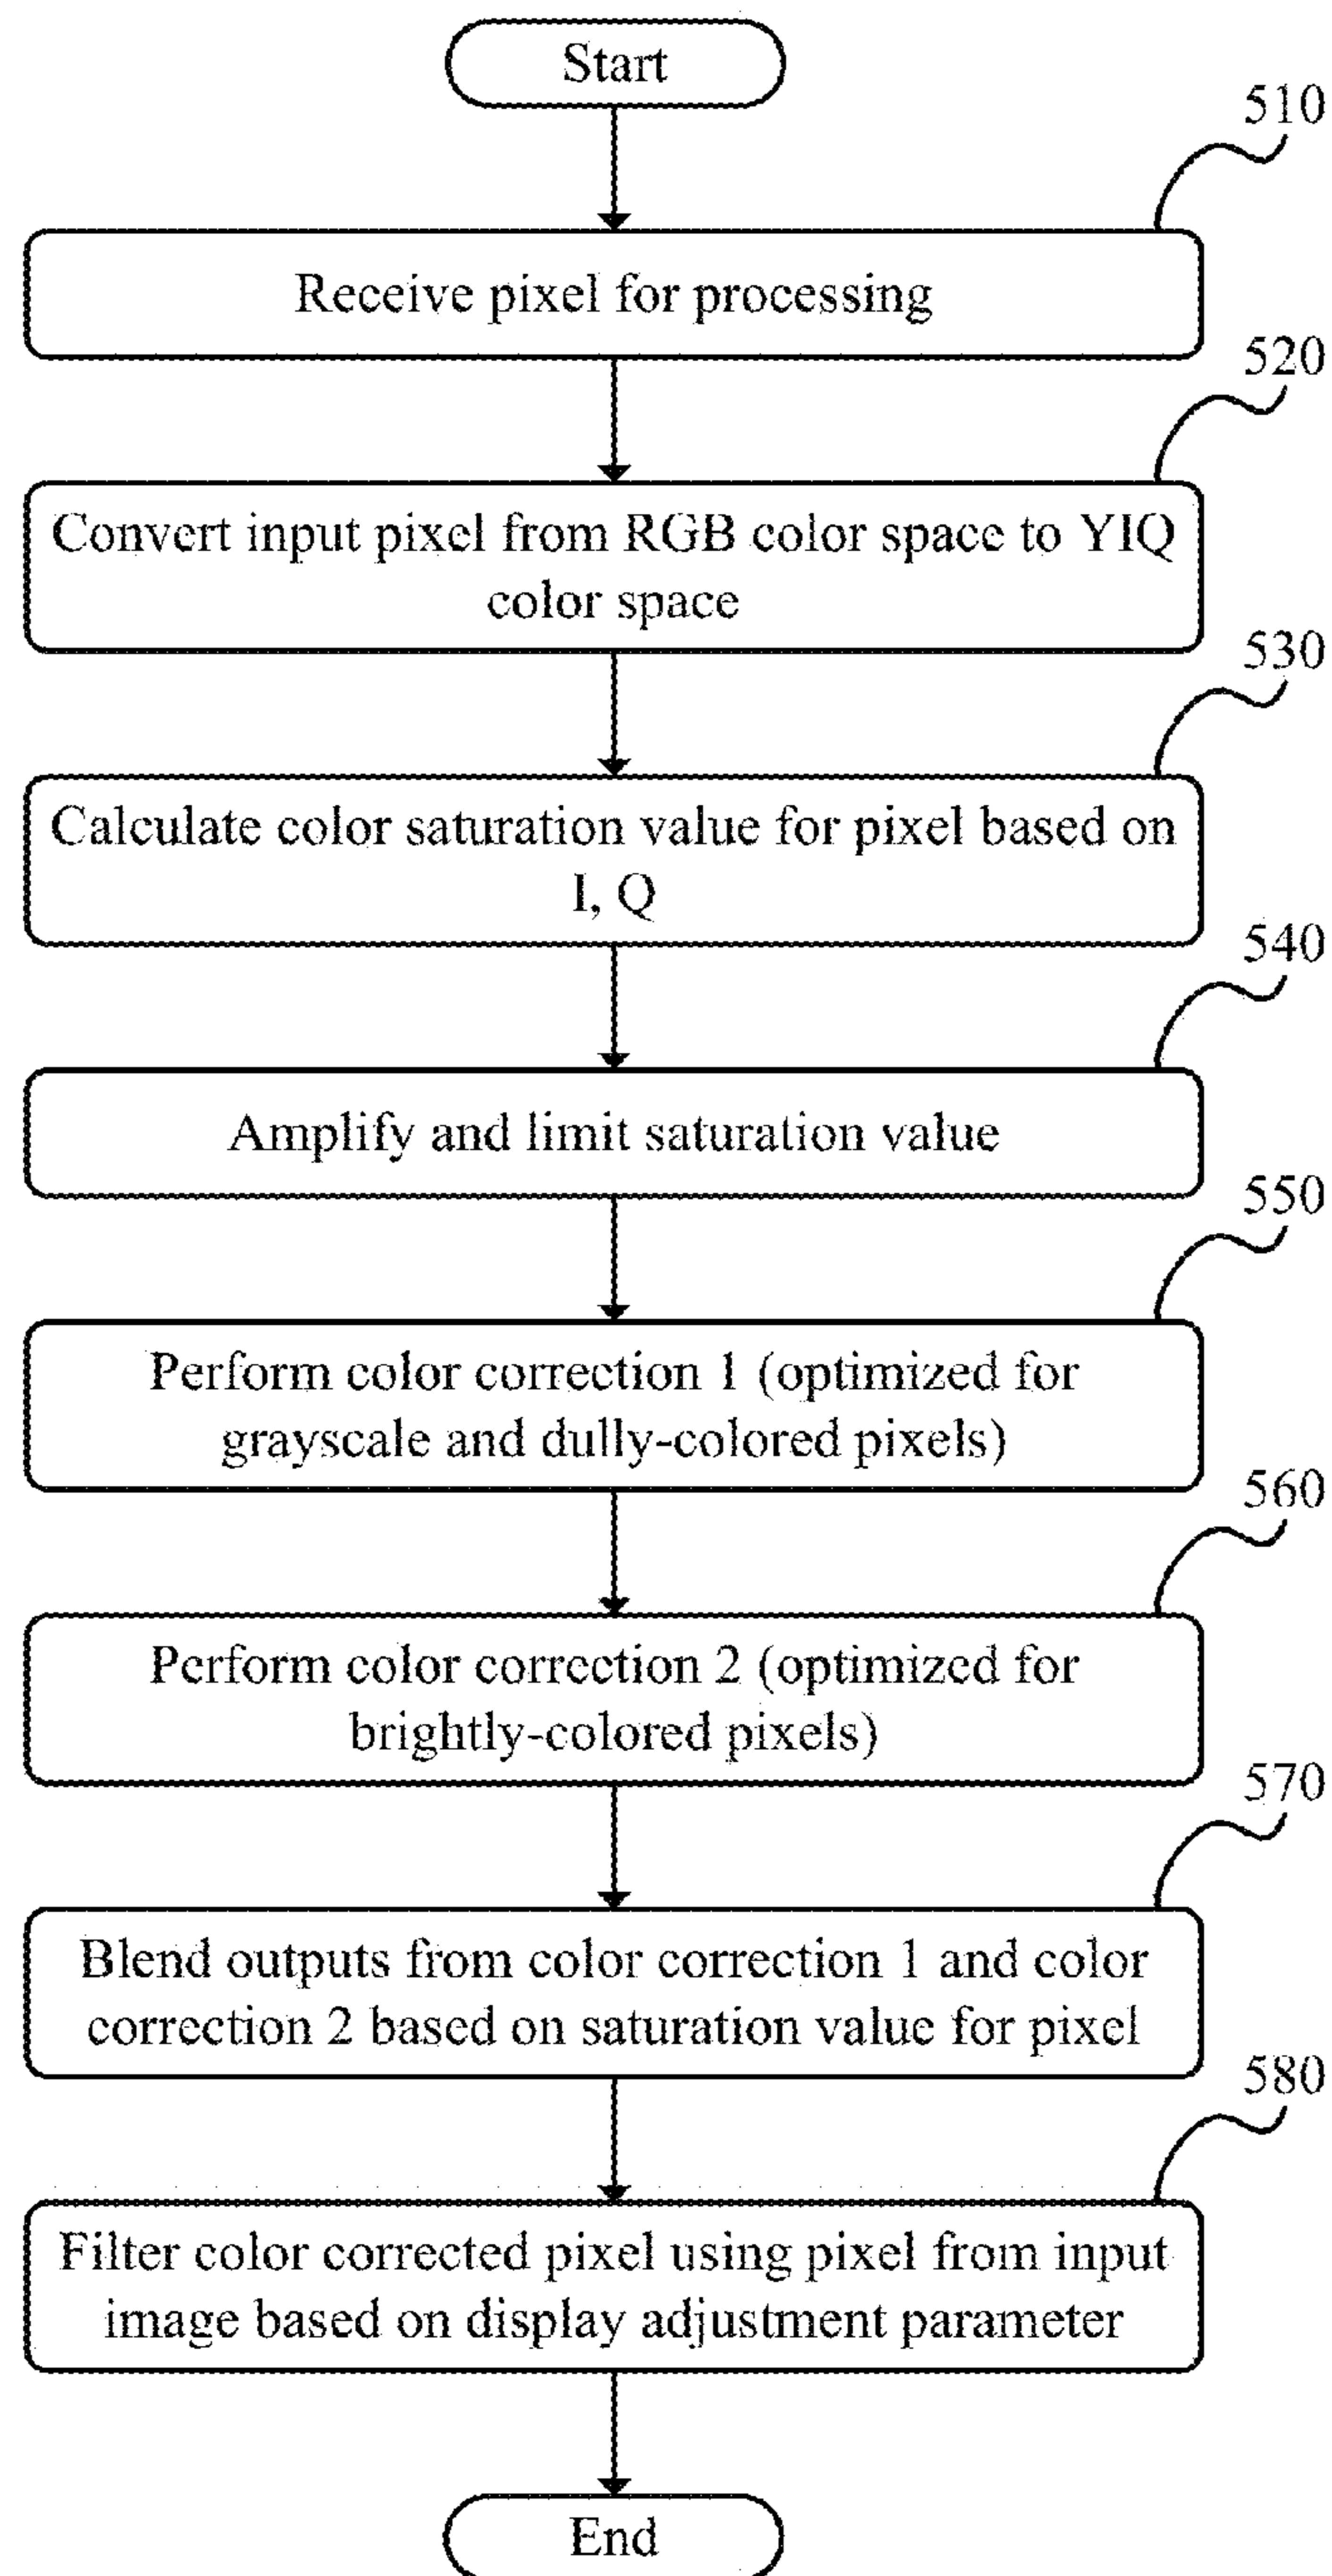 Start
510
Receive pixel for processing
520
Convert input pixel from RGB color space to YIQ
color space
530
Calculate color saturation value for pixel based on
I, Q
540
Amplify and limit saturation value
550
Perform color correction 1 (optimized for
grayscale and dully-colored pixels)
560
Perform color correction 2 (optimized for
brightly-colored pixels)
570
Blend outputs from color correction 1 and color
correction 2 based on saturation value for pixel
580
Filter color corrected pixel using pixel from input
image based on display adjustment parameter
End